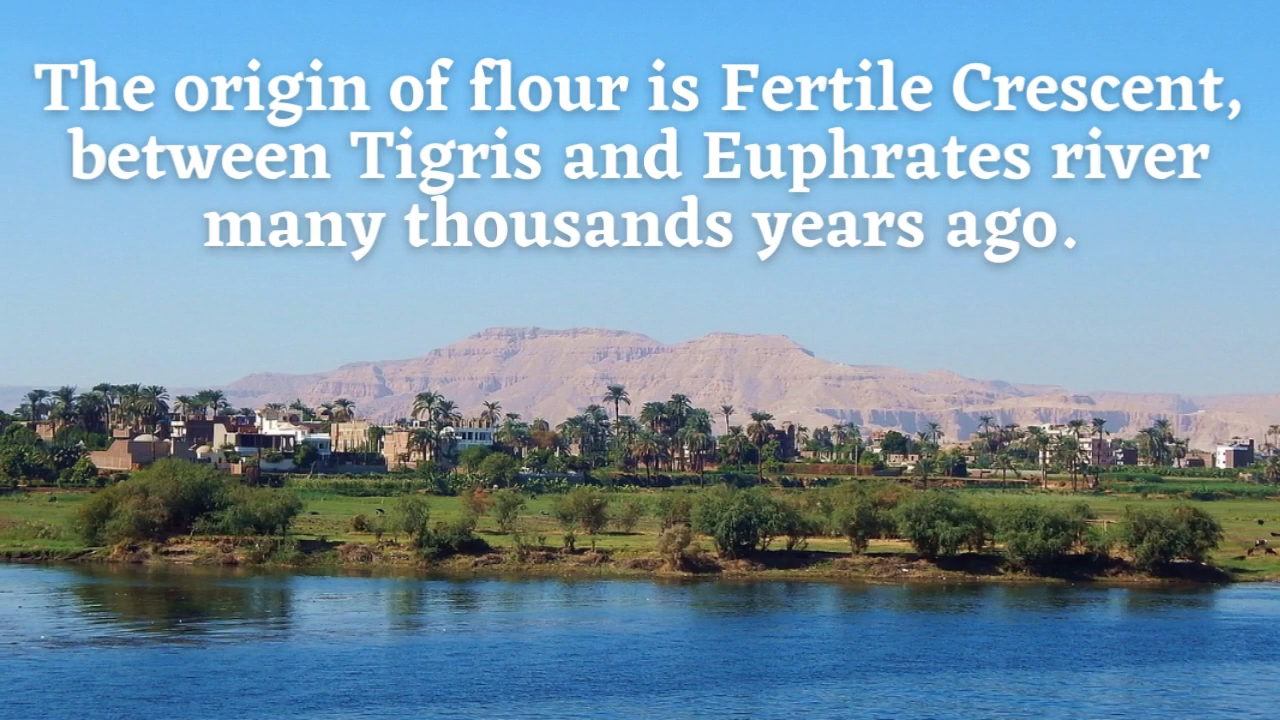 The origin of flour is Fertile Crescent,
between Tigris and Euphrates river
many thousands years ago.